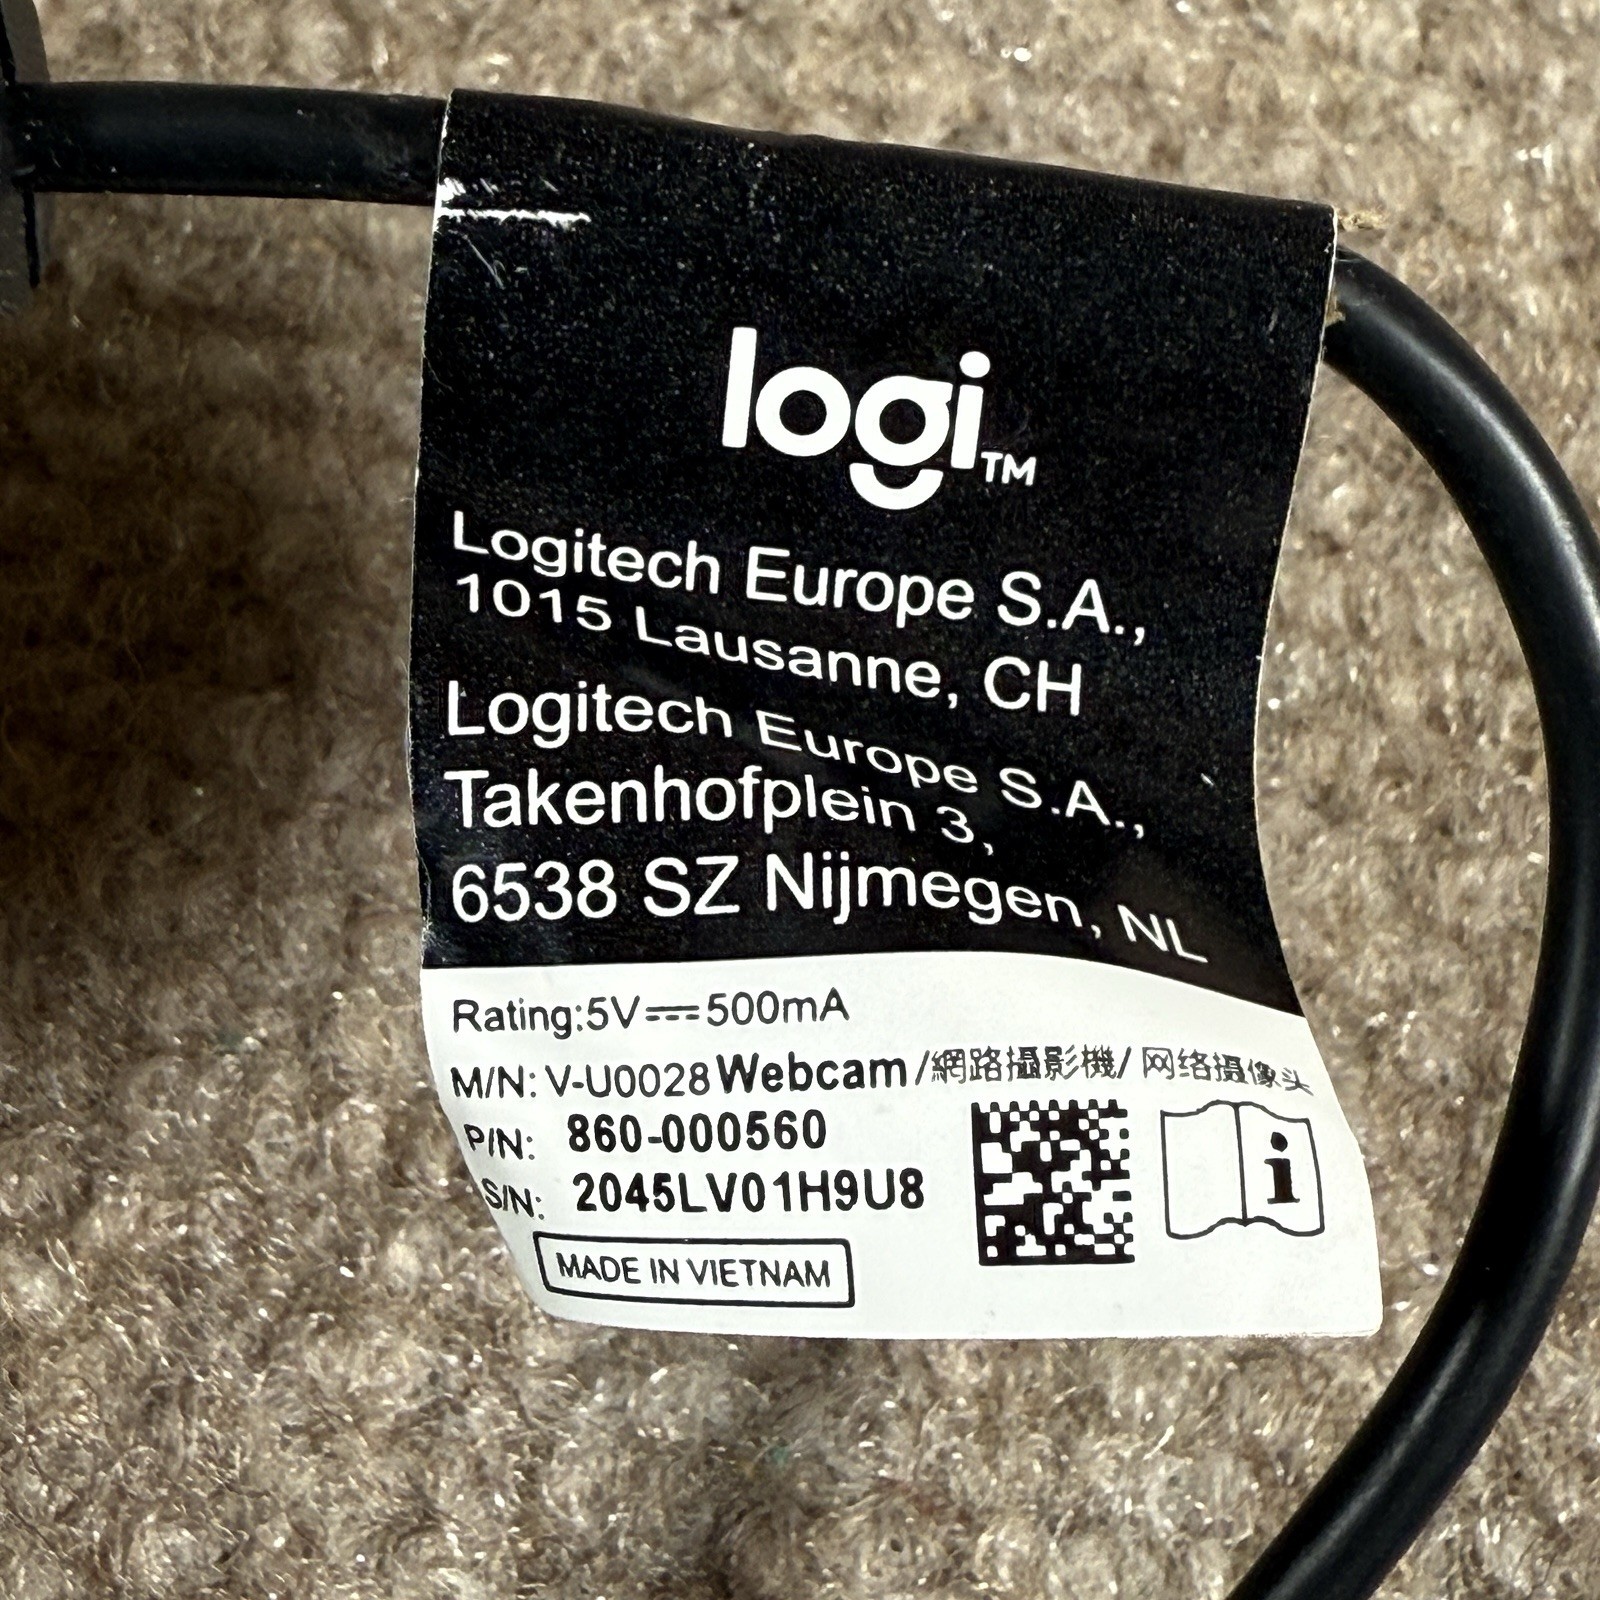 logi™
Logitech Europe S.A.,
1015 Lausanne, CH
Logitech Europe S.A.,
Takenhofplein 3,
6538 SZ Nijmegen, NL
Rating:5V⎓500mA
M/N: V-U0028 Webcam /網路攝影機/ 网络摄像头
P/N: 860-000560
S/N: 2045LV01H9U8
i
MADE IN VIETNAM